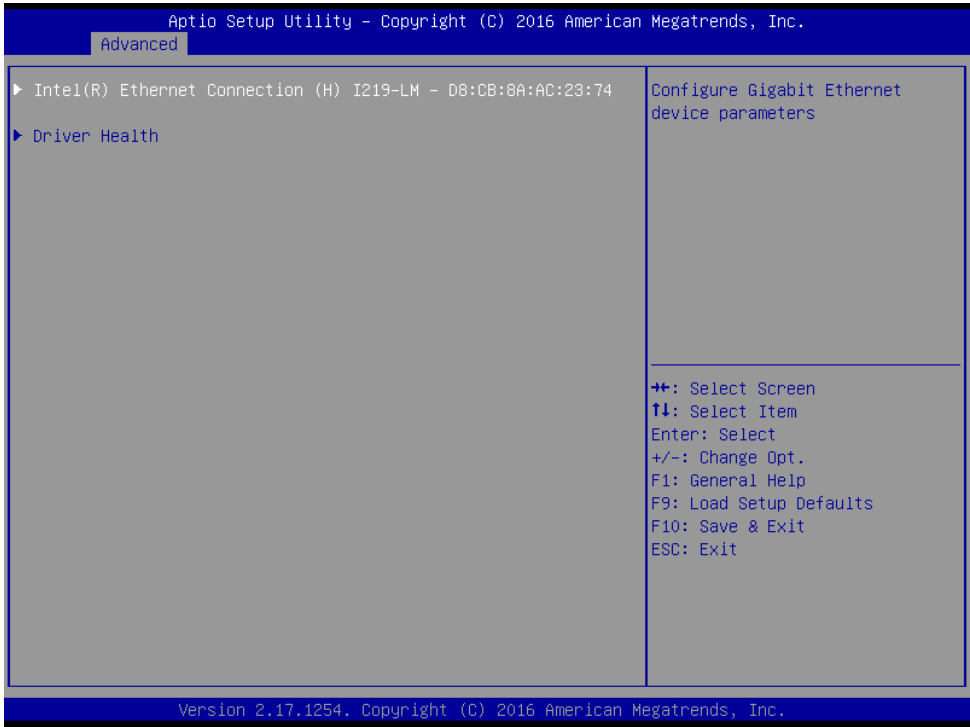 Aptio Setup Utility – Copyright (C) 2016 American Megatrends, Inc.
Advanced
▶ Intel(R) Ethernet Connection (H) I219-LM – D8:CB:8A:AC:23:74
▶ Driver Health
Configure Gigabit Ethernet
device parameters
→←: Select Screen
↑↓: Select Item
Enter: Select
+/-: Change Opt.
F1: General Help
F9: Load Setup Defaults
F10: Save & Exit
ESC: Exit
Version 2.17.1254. Copyright (C) 2016 American Megatrends, Inc.